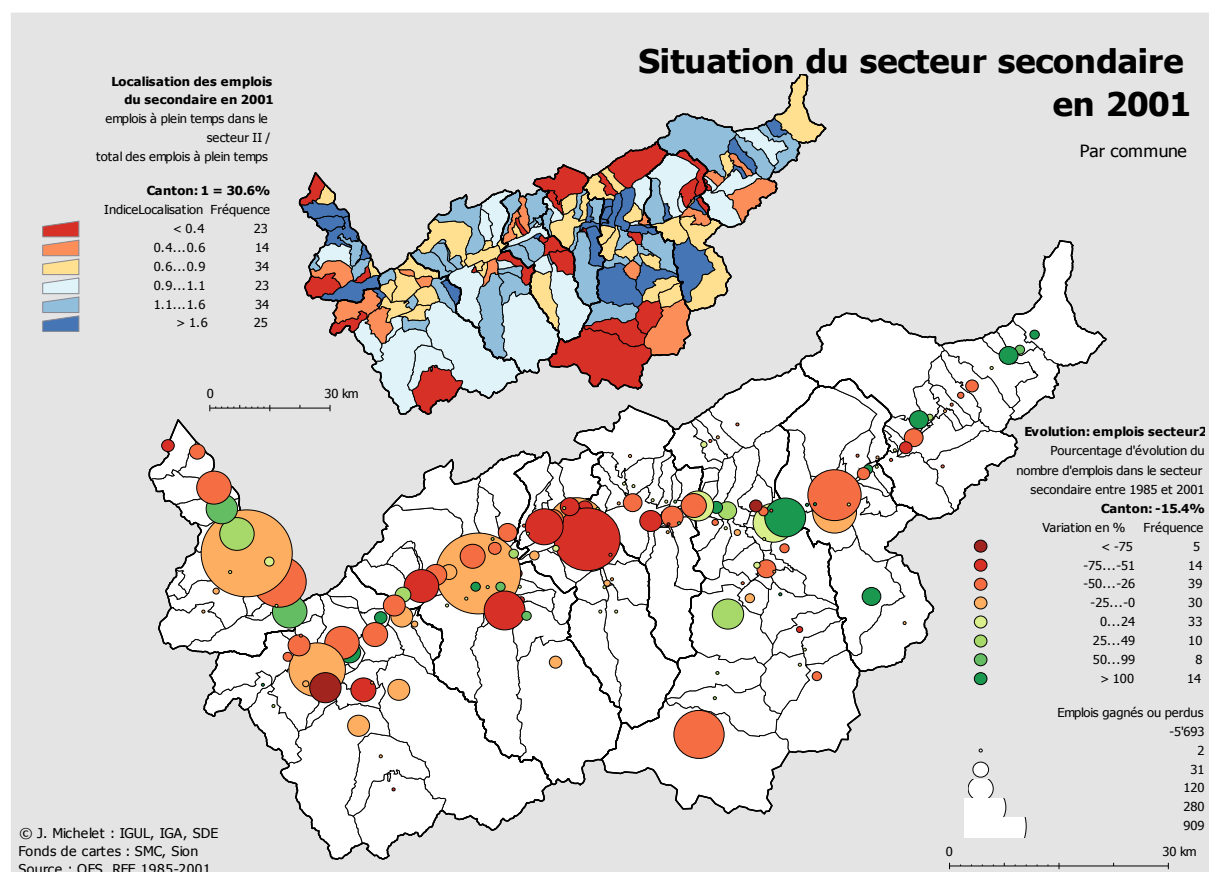 Situation du secteur secondaire
en 2001
Par commune
Localisation des emplois
du secondaire en 2001
emplois à plein temps dans le
secteur II /
total des emplois à plein temps
Canton: 1 = 30.6%
IndiceLocalisation Fréquence
< 0.4 23
0.4...0.6 14
0.6...0.9 34
0.9...1.1 23
1.1...1.6 34
> 1.6 25
0 30 km
Evolution: emplois secteur2
Pourcentage d'évolution du
nombre d'emplois dans le secteur
secondaire entre 1985 et 2001
Canton: -15.4%
Variation en % Fréquence
< -75 5
-75...-51 14
-50...-26 39
-25...-0 30
0...24 33
25...49 10
50...99 8
> 100 14
Emplois gagnés ou perdus
-5'693
2
31
120
280
909
0 30 km
© J. Michelet : IGUL, IGA, SDE
Fonds de cartes : SMC, Sion
Source : OFS, RFE 1985-2001